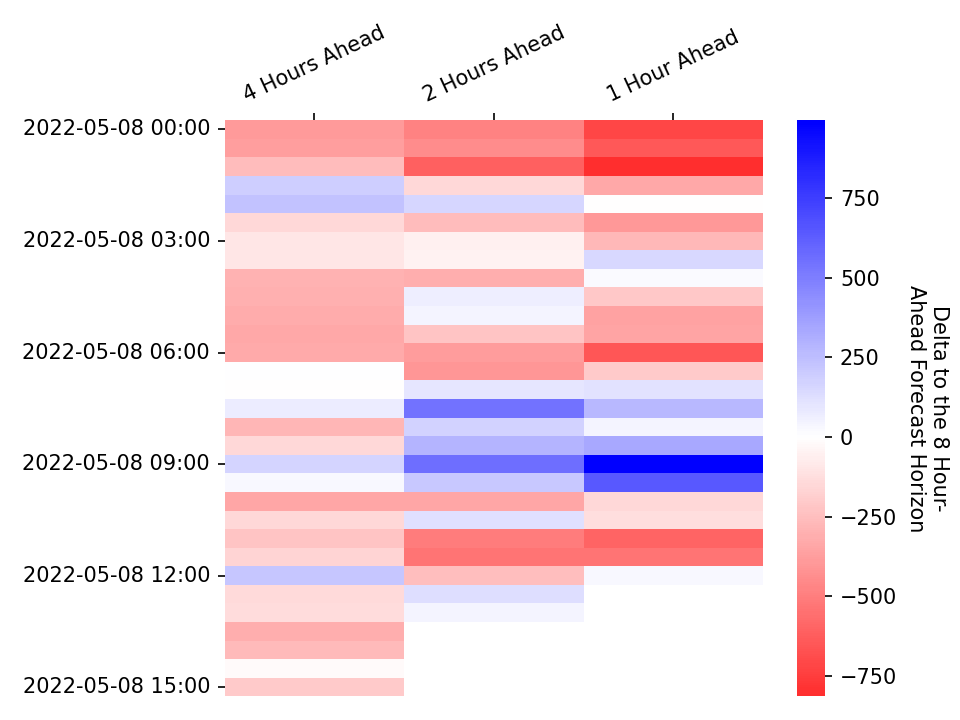 4 Hours Ahead
2 Hours Ahead
1 Hour Ahead
2022-05-08 00:00
2022-05-08 03:00
2022-05-08 06:00
2022-05-08 09:00
2022-05-08 12:00
2022-05-08 15:00
750
500
250
0
−250
−500
−750
Delta to the 8 Hour-
Ahead Forecast Horizon